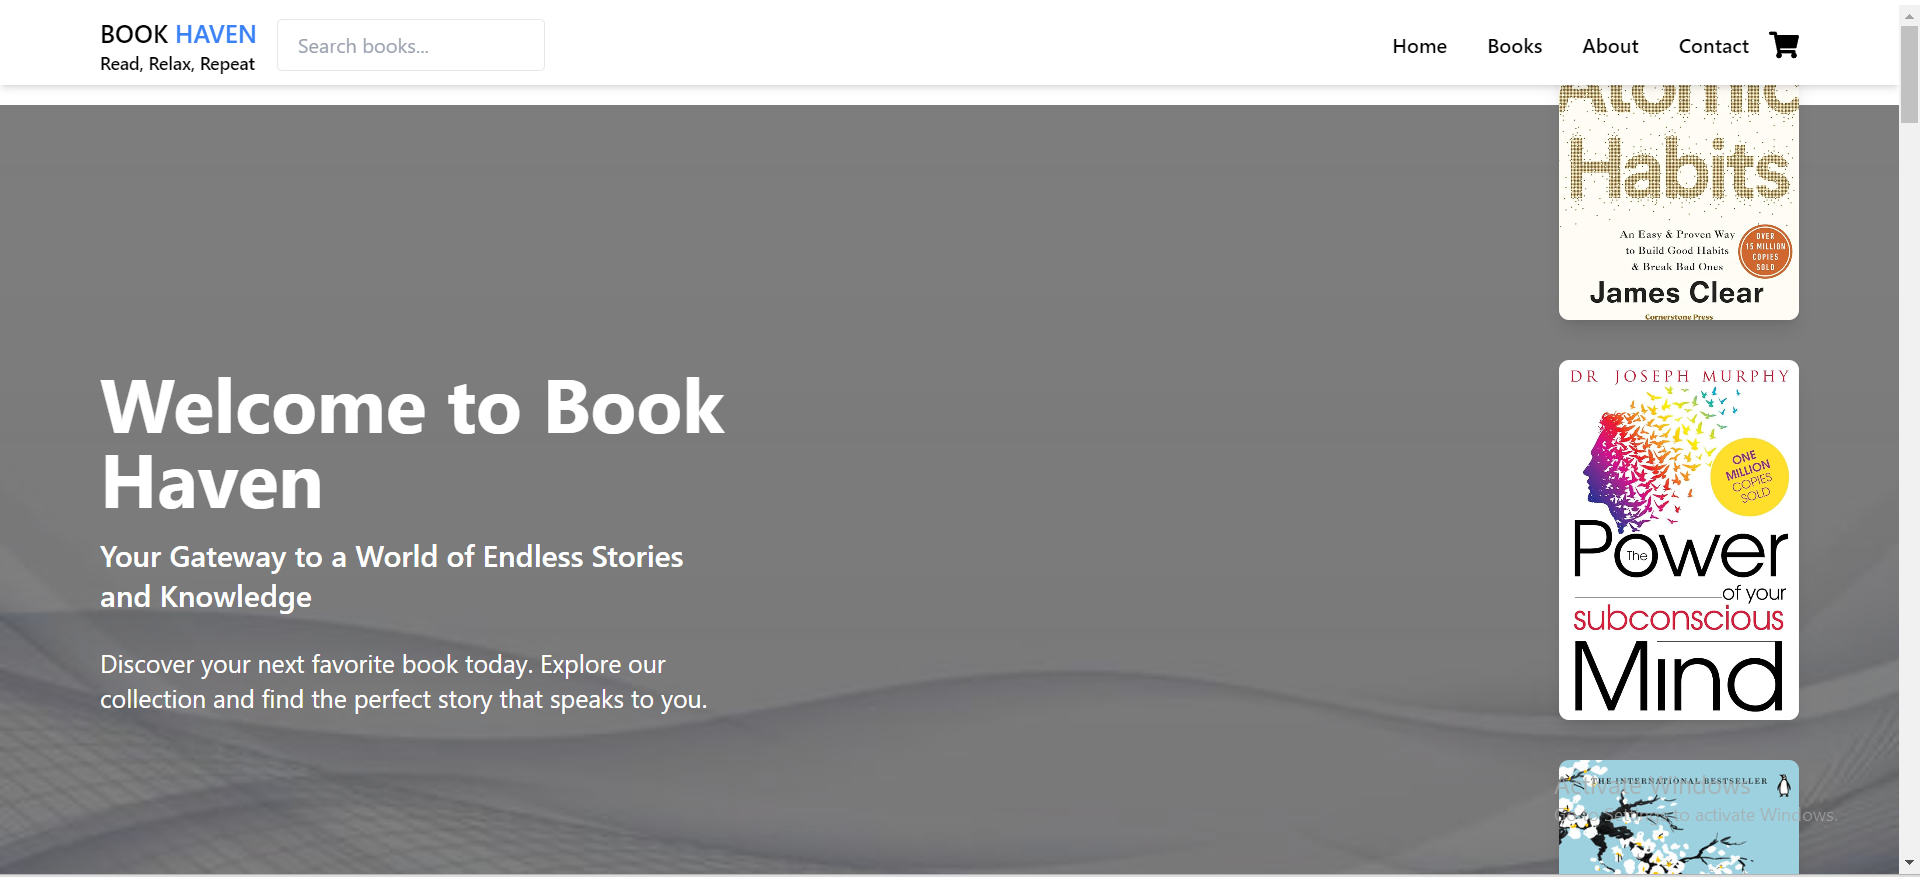 BOOK HAVEN
Read, Relax, Repeat
Search books...
Home
Books
About
Contact
Atomic
Habits
An Easy & Proven Way
to Build Good Habits
& Break Bad Ones
OVER
15 MILLION
COPIES
SOLD
James Clear
Cornerstone Press
Welcome to Book
Haven
Your Gateway to a World of Endless Stories
and Knowledge
Discover your next favorite book today. Explore our
collection and find the perfect story that speaks to you.
DR JOSEPH MURPHY
ONE
MILLION
COPIES
SOLD
The Power
of your
subconscious
Mind
THE INTERNATIONAL BESTSELLER
Activate Windows
Go to Settings to activate Windows.